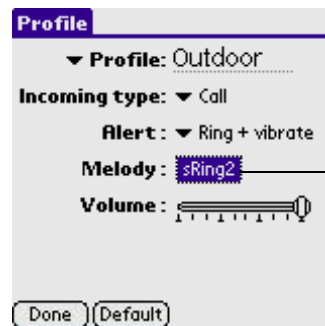 Profile
Profile: Outdoor
Incoming type: Call
Alert: Ring + vibrate
Melody: sRing2
Volume:
Done Default